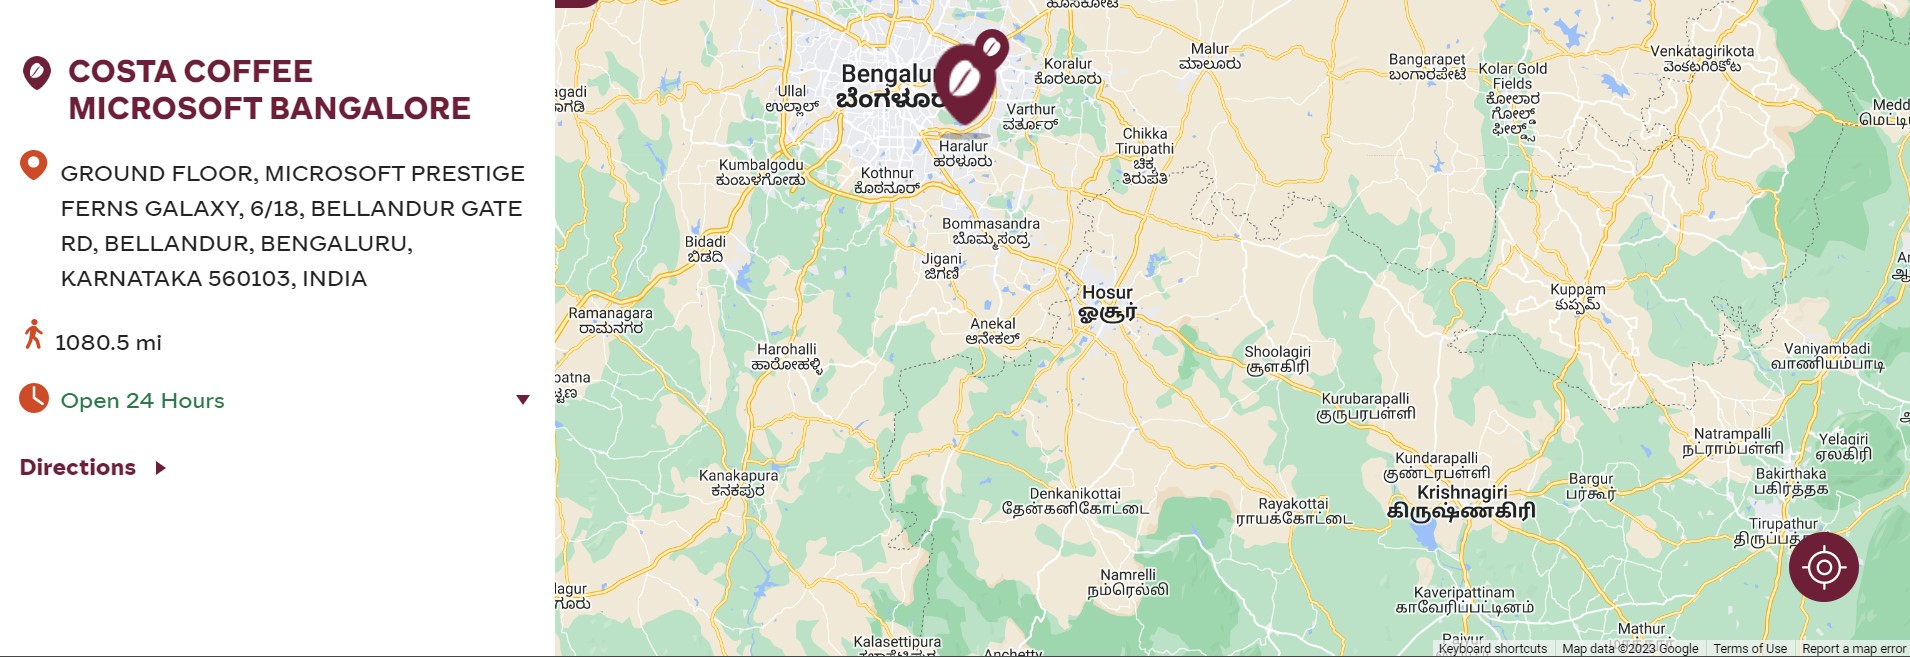 COSTA COFFEE
MICROSOFT BANGALORE
GROUND FLOOR, MICROSOFT PRESTIGE
FERNS GALAXY, 6/18, BELLANDUR GATE
RD, BELLANDUR, BENGALURU,
KARNATAKA 560103, INDIA
1080.5 mi
Open 24 Hours
Directions
Malur
ಮಾಲೂರು
Bangarapet
ಬಂಗಾರಪೇಟೆ
Venkatagirikota
వెంకటగిరికోట
Koralur
ಕೊರಲೂರು
Kolar Gold
Fields
ಕೋಲಾರ
ಗೋಲ್ಡ್
ಫೀಲ್ಡ್ಸ್
Ullal
ಉಲ್ಲಾಳ್
Varthur
ವರ್ತೂರ್
Chikka
Tirupathi
ಚಿಕ್ಕ
ತಿರುಪತಿ
Haralur
ಹರಳೂರು
Kumbalgodu
ಕುಂಬಳಗೋಡು
Kothnur
ಕೊಠನೂರ್
Bommasandra
ಬೊಮ್ಮಸಂದ್ರ
Bidadi
ಬಿಡದಿ
Jigani
ಜಿಗಣಿ
Hosur
ஓசூர்
Kuppam
కుప్పమ్
Ramanagara
ರಾಮನಗರ
Anekal
ಆನೇಕಲ್
Harohalli
ಹಾರೋಹಳ್ಳಿ
Shoolagiri
சூளகிரி
Vaniyambadi
வாணியம்பாடி
Kurubarapalli
குருபரபள்ளி
Natrampalli
நட்ராம்பள்ளி
Yelagiri
ஏலகிரி
Kundarapalli
குண்டரபள்ளி
Kanakapura
ಕನಕಪುರ
Bargur
பர்கூர்
Bakirthaka
பகிர்த்தக
Krishnagiri
கிருஷ்ணகிரி
Denkanikottai
தேன்கனிகோட்டை
Rayakottai
ராயக்கோட்டை
Tirupathur
Namrelli
நம்ரெல்லி
Kaveripattinam
காவேரிப்பட்டினம்
Mathur
Kalasettipura
Anchetty
Keyboard shortcuts
Map data ©2023 Google
Terms of Use
Report a map error